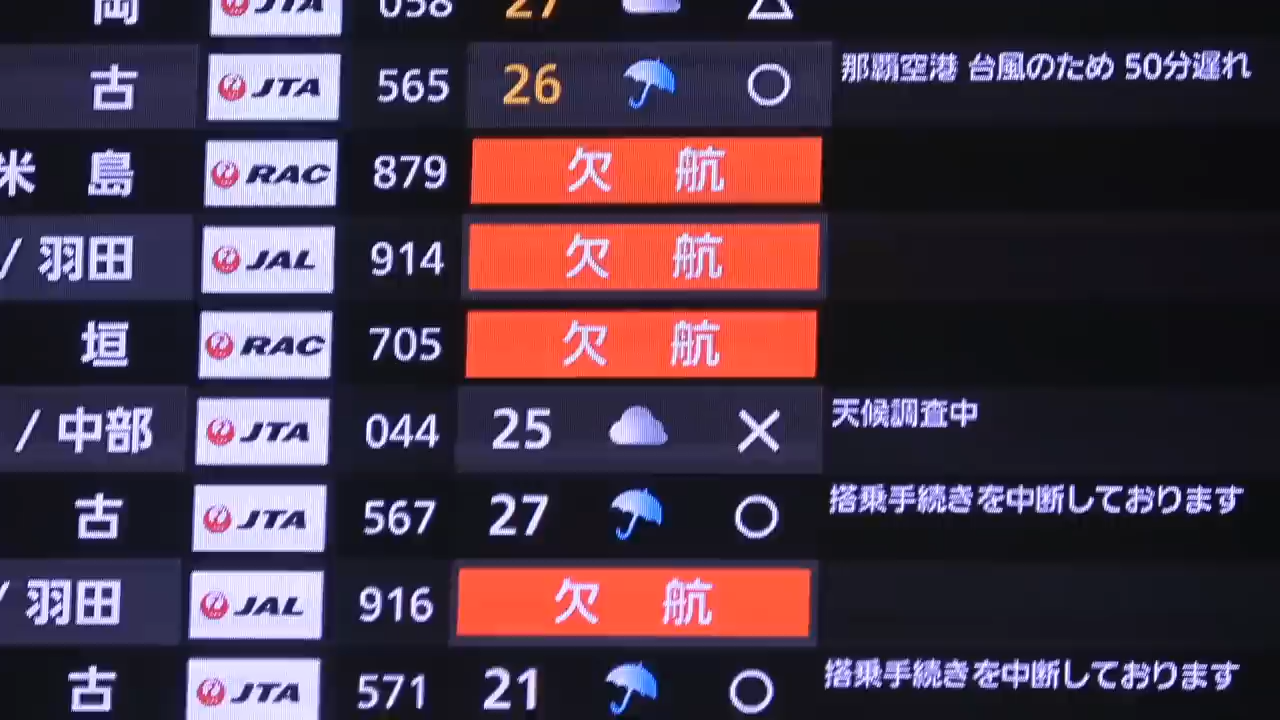 岡 JTA 058 27
古 JTA 565 26 那覇空港 台風のため 50分遅れ
米 島 RAC 879 欠 航
/ 羽田 JAL 914 欠 航
垣 RAC 705 欠 航
/ 中部 JTA 044 25 天候調査中
古 JTA 567 27 搭乗手続きを中断しております
/ 羽田 JAL 916 欠 航
古 JTA 571 21 搭乗手続きを中断しております